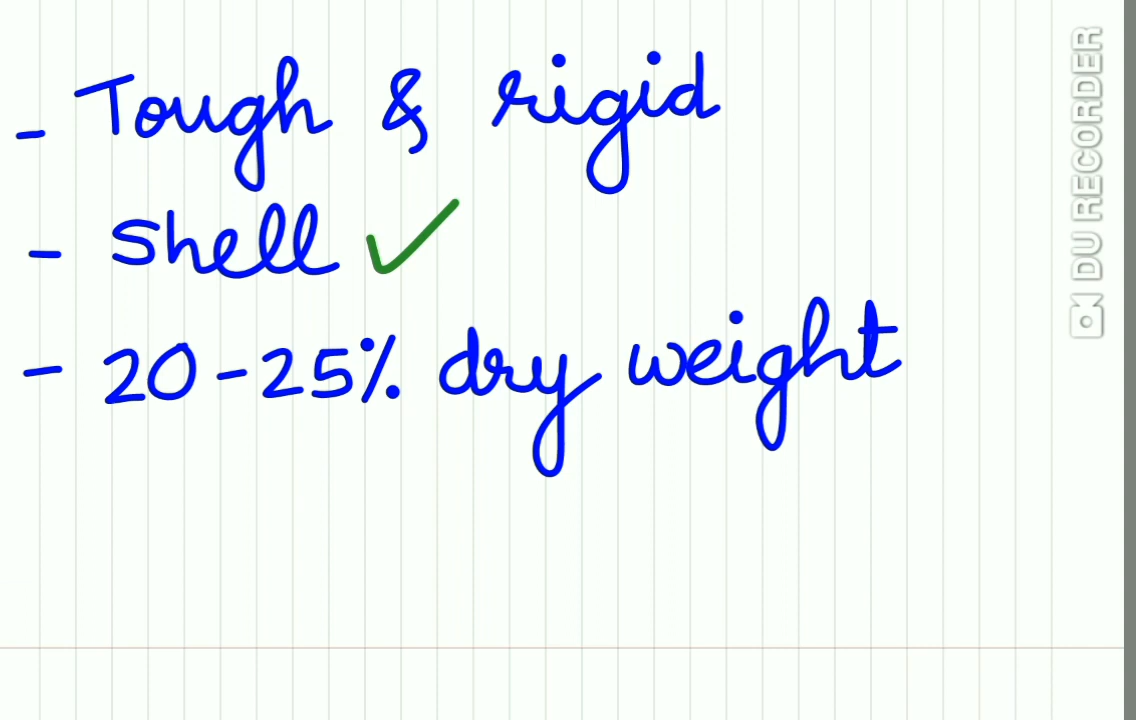 - Tough & rigid
- Shell ✓
- 20-25% dry weight
DU RECORDER